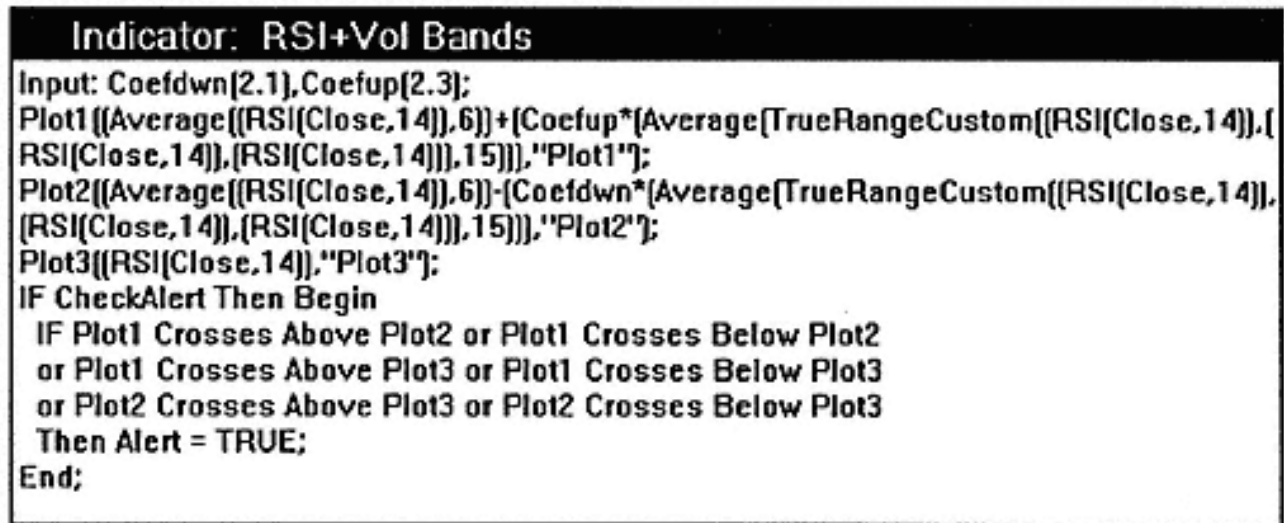 Indicator: RSI+Vol Bands
Input: Coefdwn(2.1),Coefup(2.3);
Plot1((Average((RSI(Close,14)),6))+(Coefup*(Average(TrueRangeCustom((RSI(Close,14)),(
RSI(Close,14)),(RSI(Close,14))),15))),"Plot1");
Plot2((Average((RSI(Close,14)),6))-(Coefdwn*(Average(TrueRangeCustom((RSI(Close,14)),
(RSI(Close,14)),(RSI(Close,14))),15))),"Plot2");
Plot3((RSI(Close,14)),"Plot3");
IF CheckAlert Then Begin
IF Plot1 Crosses Above Plot2 or Plot1 Crosses Below Plot2
or Plot1 Crosses Above Plot3 or Plot1 Crosses Below Plot3
or Plot2 Crosses Above Plot3 or Plot2 Crosses Below Plot3
Then Alert = TRUE;
End;